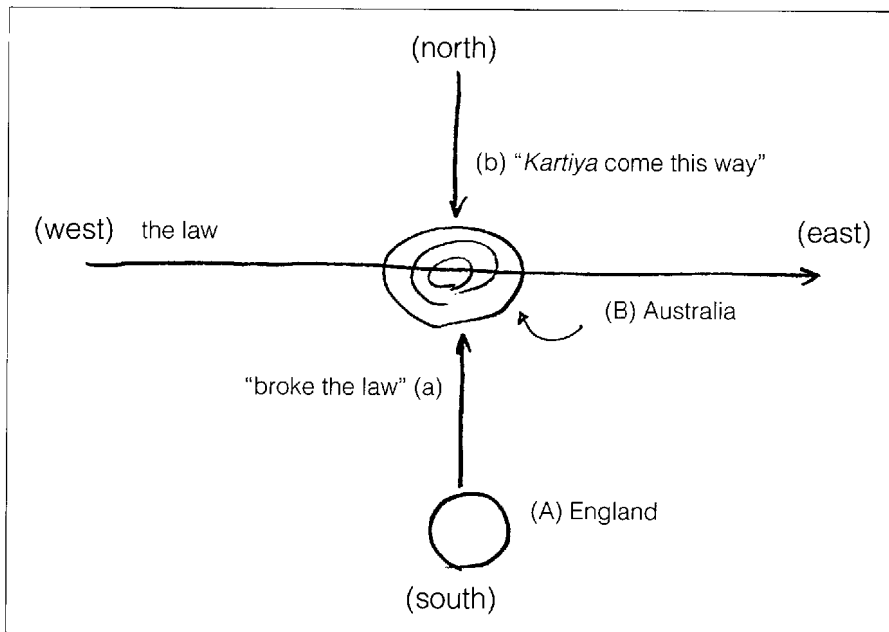 (north)
(b) "Kartiya come this way"
(west) the law
(east)
(B) Australia
"broke the law" (a)
(A) England
(south)